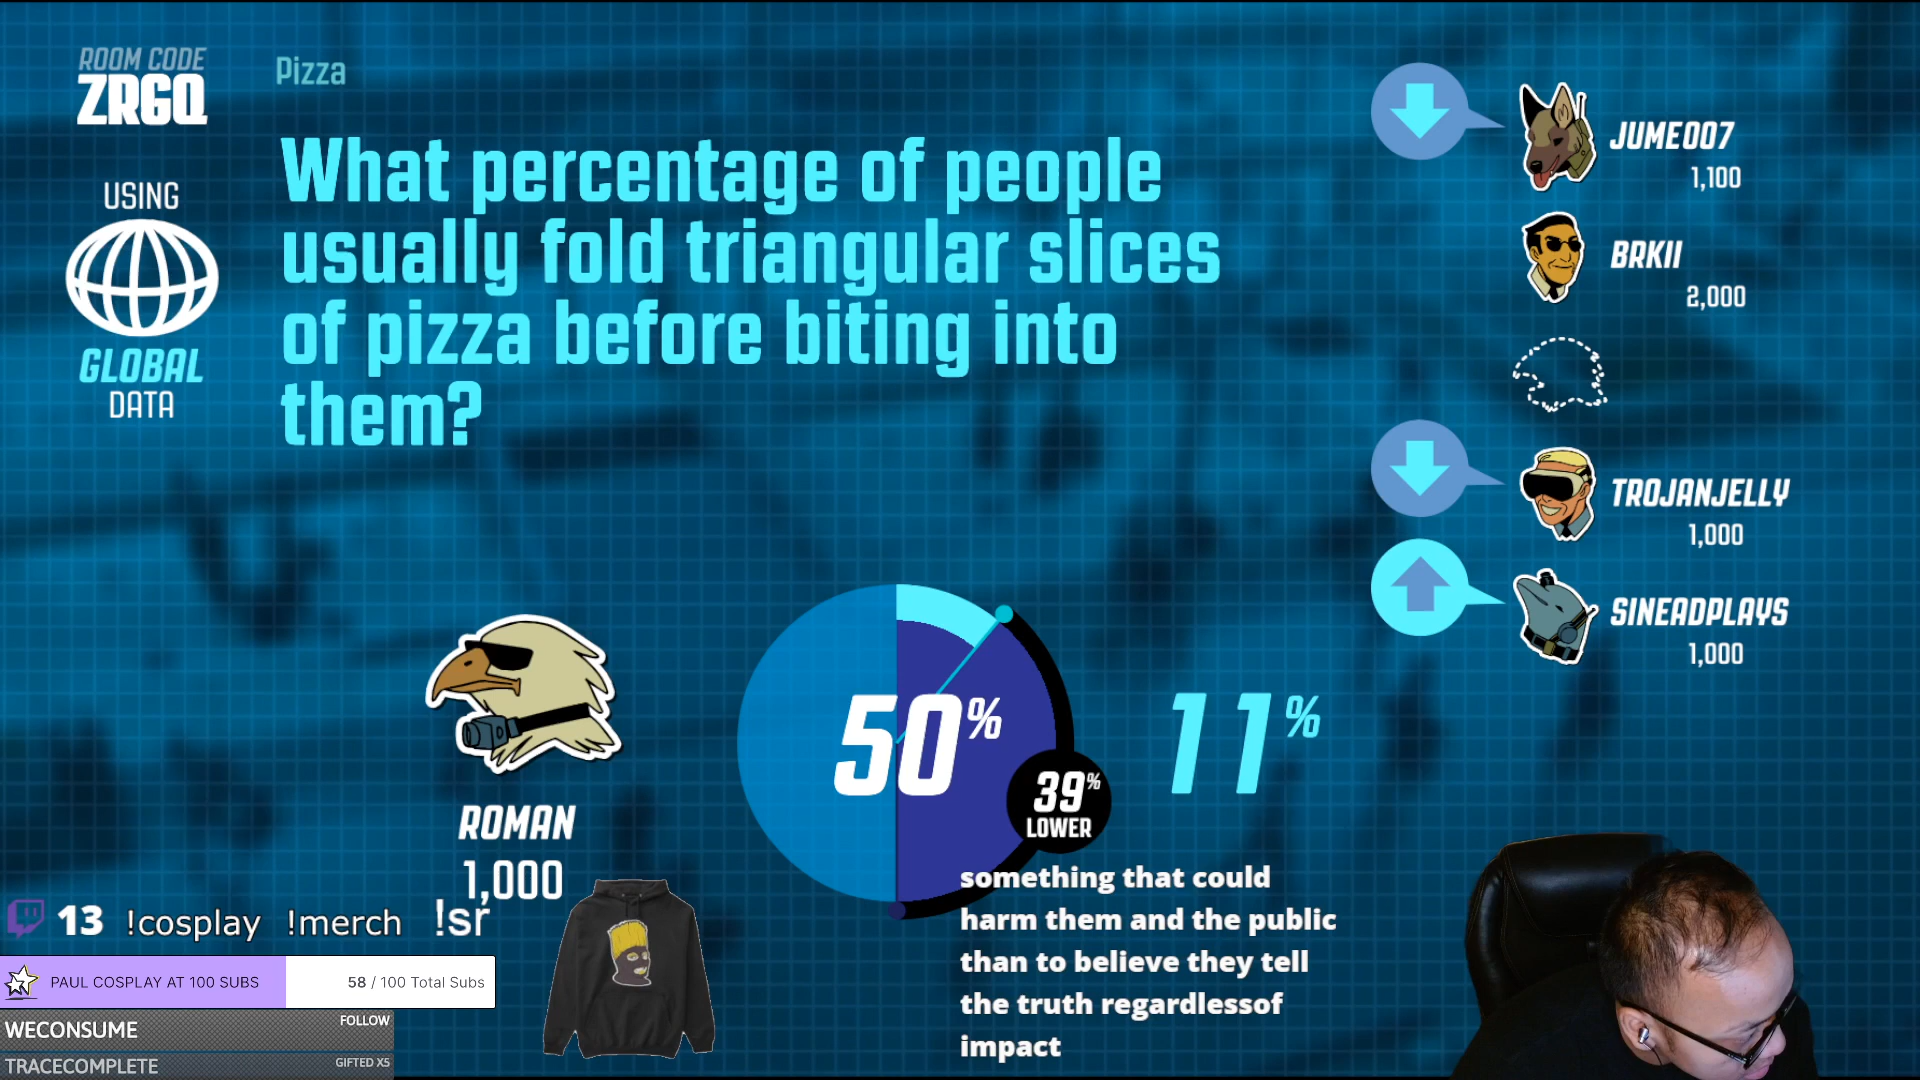 ROOM CODE
ZRGQ
USING
GLOBAL
DATA
Pizza
What percentage of people
usually fold triangular slices
of pizza before biting into
them?
JUME007
1,100
BRKII
2,000
TROJANJELLY
1,000
SINEADPLAYS
1,000
ROMAN
1,000
50%
39%
LOWER
11%
something that could
harm them and the public
than to believe they tell
the truth regardlessof
impact
13 !cosplay !merch !sr
PAUL COSPLAY AT 100 SUBS 58 / 100 Total Subs
WECONSUME FOLLOW
TRACECOMPLETE GIFTED X5